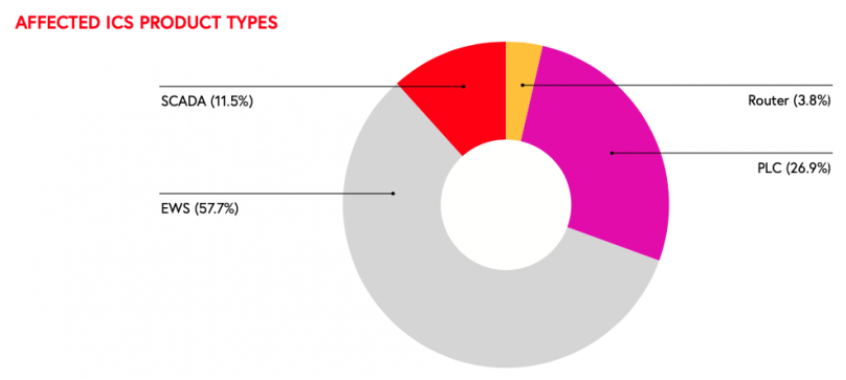 AFFECTED ICS PRODUCT TYPES
SCADA (11.5%)
Router (3.8%)
PLC (26.9%)
EWS (57.7%)